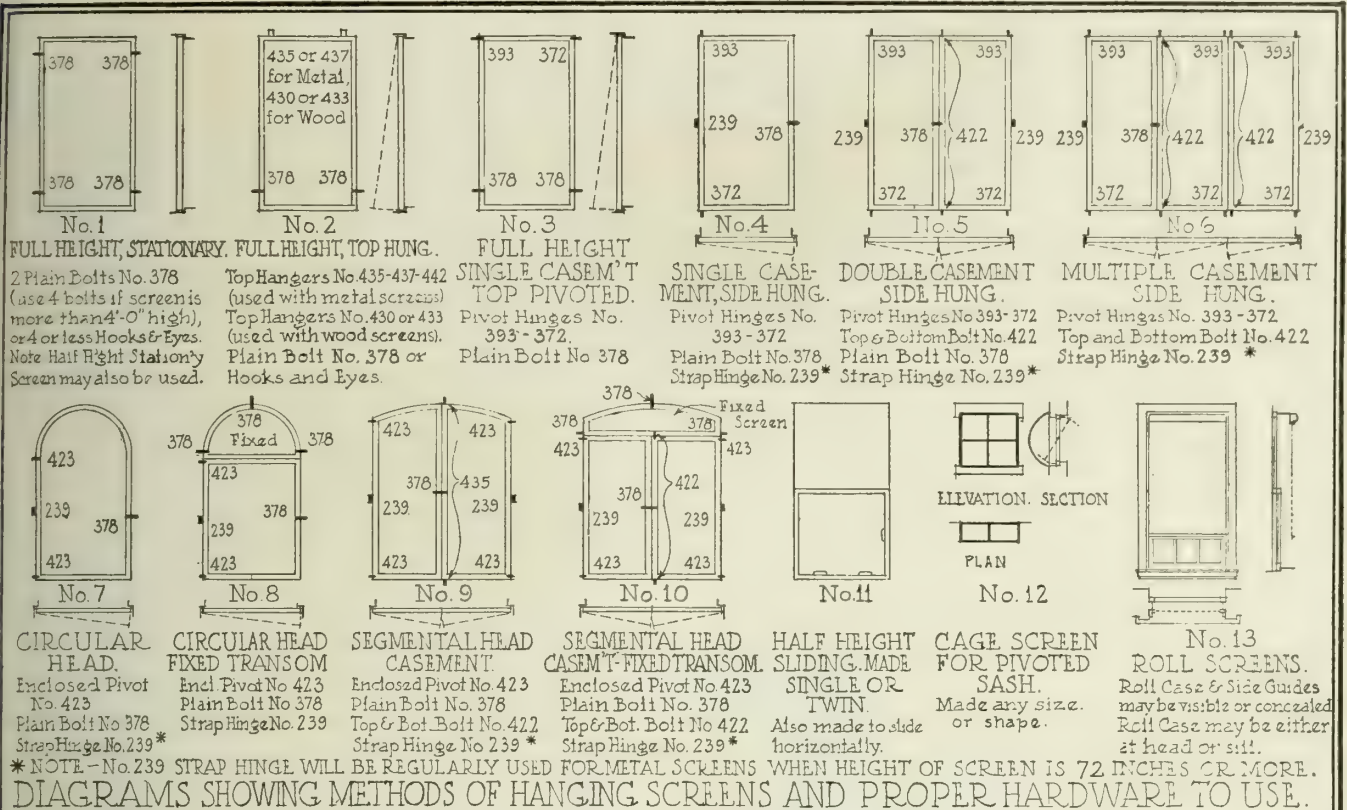 378 378
378 378
No.1
FULL HEIGHT, STATIONARY.
2 Plain Bolts No. 378
(use 4 bolts if screen is
more than 4'-0" high),
or 4 or less Hooks & Eyes.
Note Half Hight Station'y
Screen may also be used.
435 or 437
for Metal,
430 or 433
for Wood
378 378
No.2
FULL HEIGHT, TOP HUNG.
Top Hangers No. 435-437-442
(used with metal screens)
Top Hangers No. 430 or 433
(used with wood screens).
Plain Bolt No. 378 or
Hooks and Eyes.
393 372
378 378
No.3
FULL HEIGHT
SINGLE CASEM'T
TOP PIVOTED.
Pivot Hinges No.
393-372.
Plain Bolt No 378
393
239 378
372
No.4
SINGLE CASE-
MENT, SIDE HUNG.
Pivot Hinges No.
393-372
Plain Bolt No. 378
Strap Hinge No. 239*
393 393
239 378 422 239
372 372
No.5
DOUBLE CASEMENT
SIDE HUNG.
Pivot Hinges No 393-372
Top & Bottom Bolt No. 422
Plain Bolt No. 378
Strap Hinge No. 239*
393 393 393
239 378 422 422 239
372 372 372
No 6
MULTIPLE CASEMENT
SIDE HUNG.
Pivot Hinges No. 393-372
Top and Bottom Bolt No. 422
Strap Hinge No. 239 *
423
239 378
423
No.7
CIRCULAR
HEAD.
Enclosed Pivot
No. 423
Plain Bolt No 378
Strap Hinge No. 239*
378
378 Fixed 378
423
239 378
423
No.8
CIRCULAR HEAD
FIXED TRANSOM
Encl. Pivot No 423
Plain Bolt No 378
Strap Hinge No. 239
423 423
378 435
239 239
423 423
No.9
SEGMENTAL HEAD
CASEMENT.
Enclosed Pivot No. 423
Plain Bolt No. 378
Top & Bot. Bolt No. 422
Strap Hinge No 239 *
378
378 378 Fixed Screen
423 423
378 422
239 239
423 423
No.10
SEGMENTAL HEAD
CASEM'T-FIXED TRANSOM.
Enclosed Pivot No. 423
Plain Bolt No. 378
Top & Bot. Bolt No 422
Strap Hinge No. 239*
No.11
HALF HEIGHT
SLIDING. MADE
SINGLE OR
TWIN.
Also made to slide
horizontally.
ELEVATION. SECTION
PLAN
No. 12
CAGE SCREEN
FOR PIVOTED
SASH.
Made any size.
or shape.
No.13
ROLL SCREENS.
Roll Case & Side Guides
may be visible or concealed
Roll Case may be either
at head or sill.
* NOTE - No. 239 STRAP HINGE WILL BE REGULARLY USED FOR METAL SCREENS WHEN HEIGHT OF SCREEN IS 72 INCHES OR MORE.
DIAGRAMS SHOWING METHODS OF HANGING SCREENS AND PROPER HARDWARE TO USE.